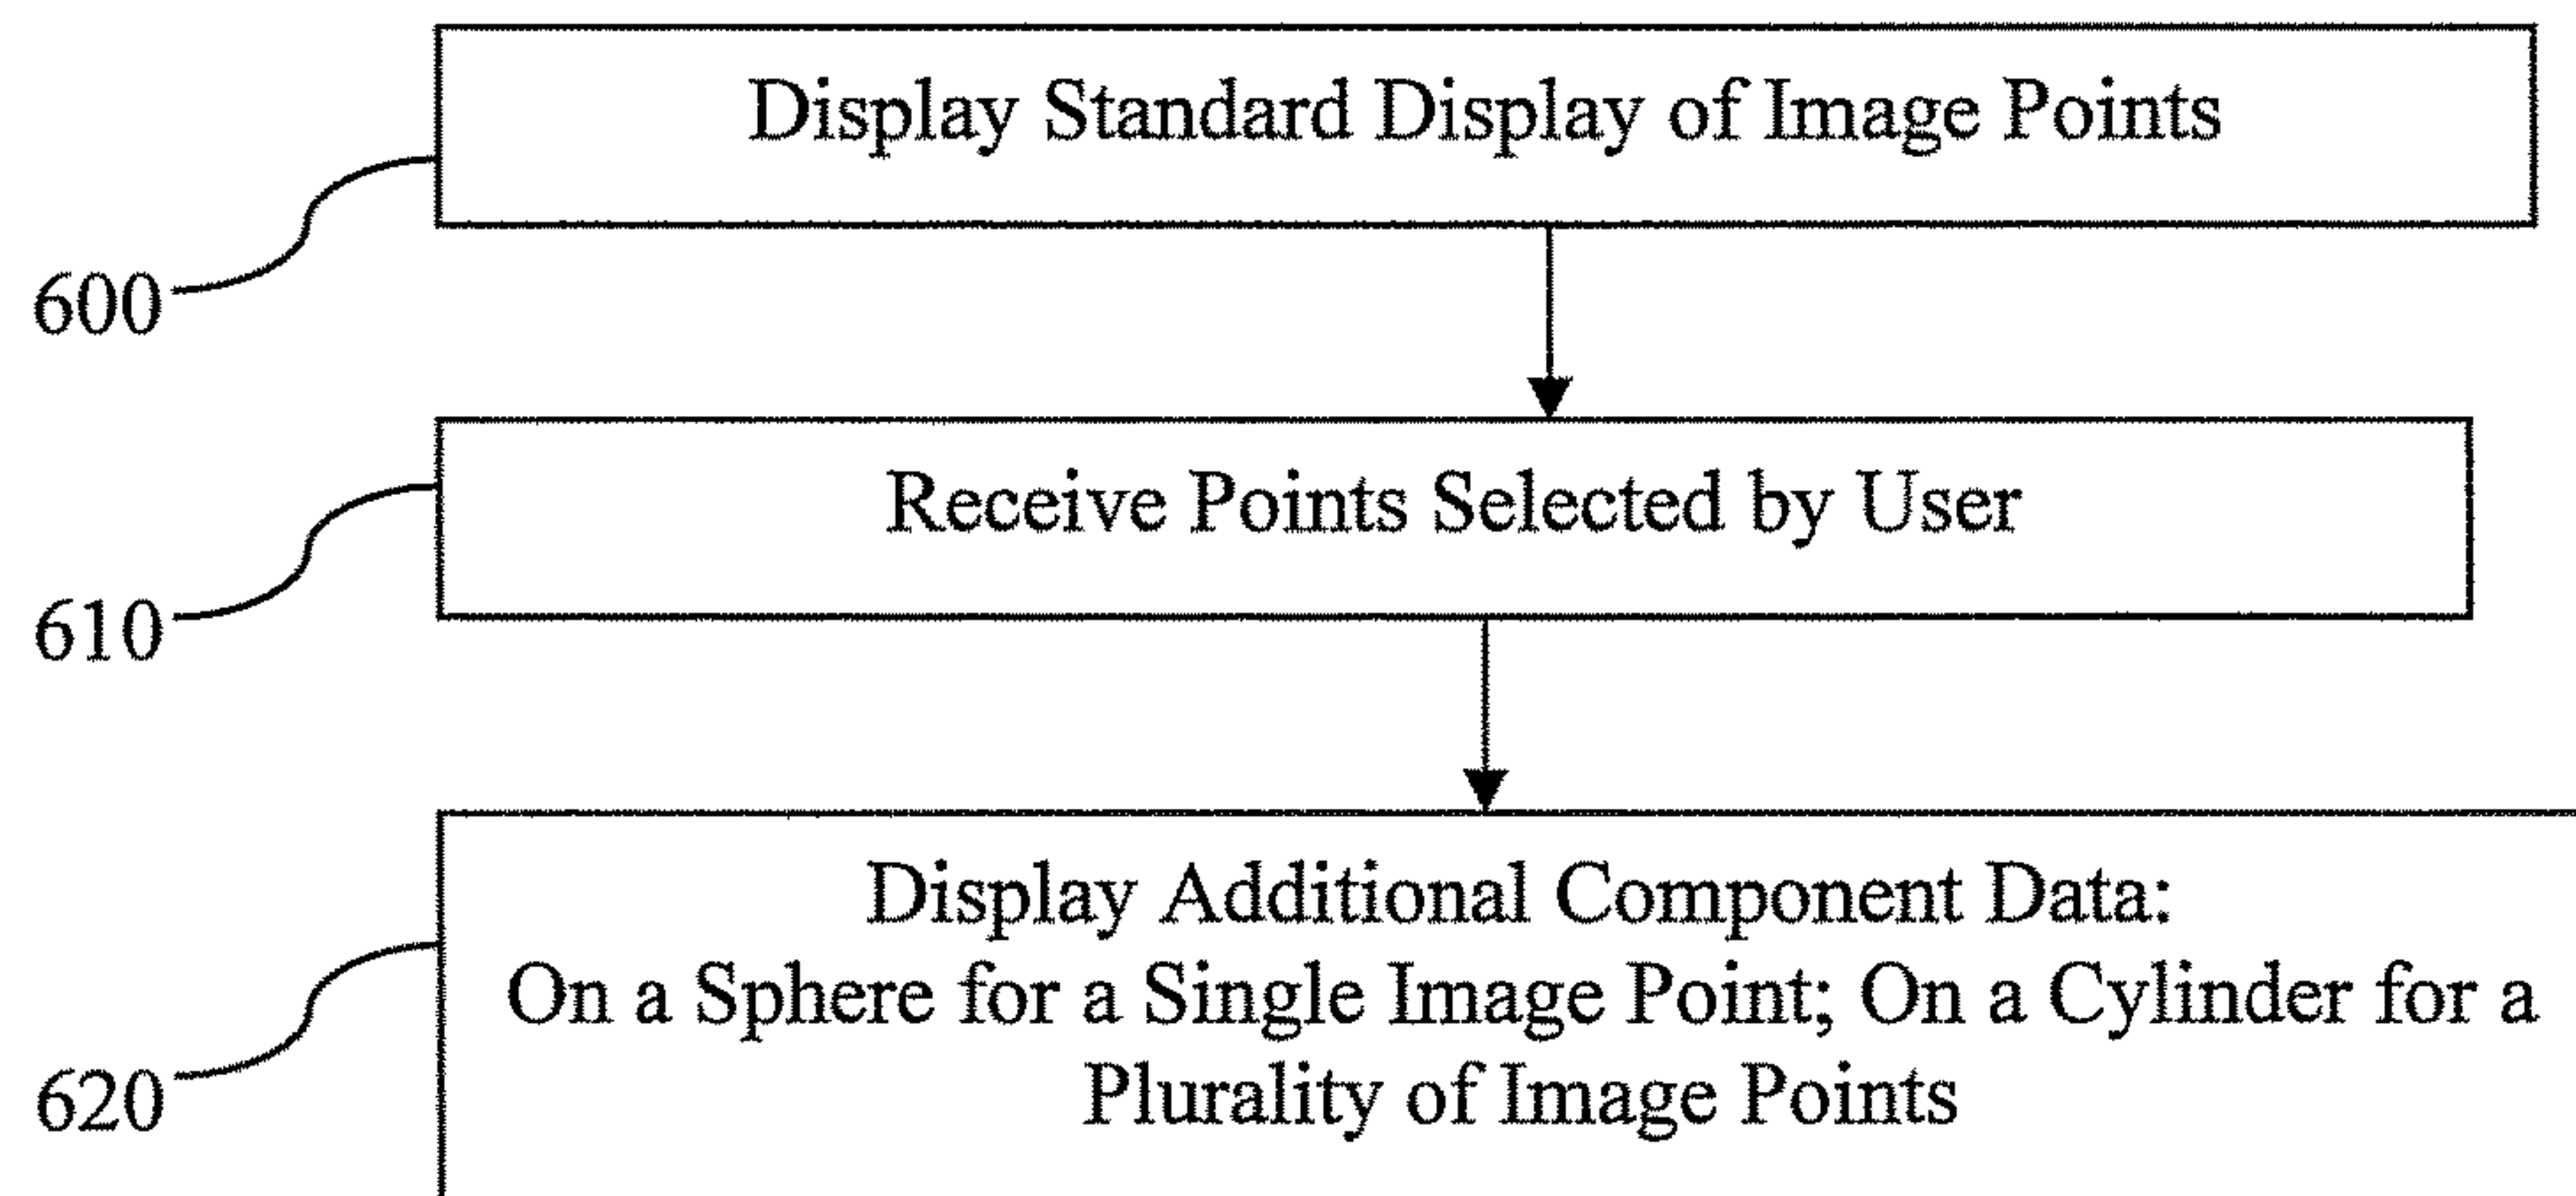 Display Standard Display of Image Points
600
Receive Points Selected by User
610
Display Additional Component Data:
On a Sphere for a Single Image Point; On a Cylinder for a
Plurality of Image Points
620